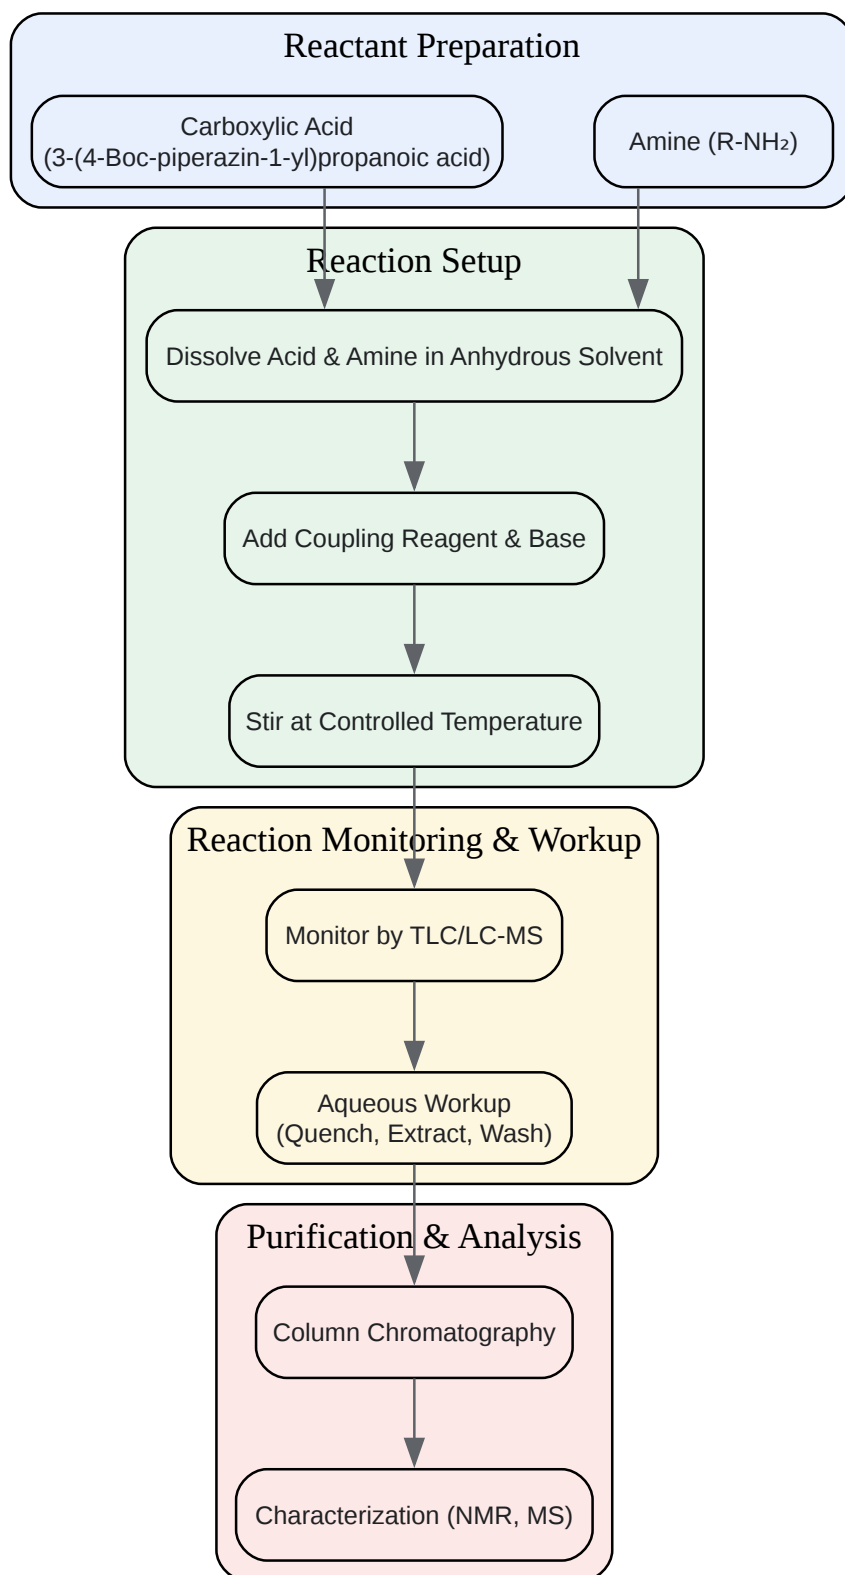 Reactant Preparation
Carboxylic Acid
(3-(4-Boc-piperazin-1-yl)propanoic acid)
Amine (R-NH₂)
Reaction Setup
Dissolve Acid & Amine in Anhydrous Solvent
Add Coupling Reagent & Base
Stir at Controlled Temperature
Reaction Monitoring & Workup
Monitor by TLC/LC-MS
Aqueous Workup
(Quench, Extract, Wash)
Purification & Analysis
Column Chromatography
Characterization (NMR, MS)